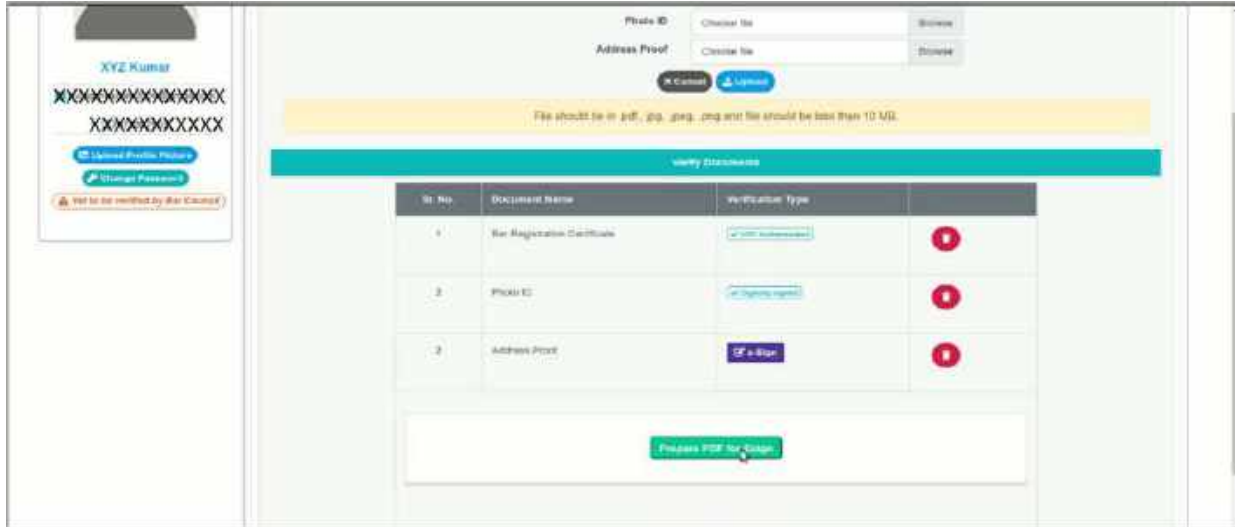 Photo ID
Choose file
Browse
Address Proof
Choose file
Browse
Cancel
Upload
File should be in .pdf, .jpg, .jpeg, .png and file should be less than 10 MB.
XYZ Kumar
XXXXXXXXXXXXXX
XXXXXXXXXXX
Upload Profile Picture
Change Password
Yet to be verified by Bar Council
Verify Documents
Sr. No. Document Name Verification Type
1 Bar Registration Certificate
2 Photo ID Digitally signed
3 Address Proof e-Sign
Prepare PDF for Esign